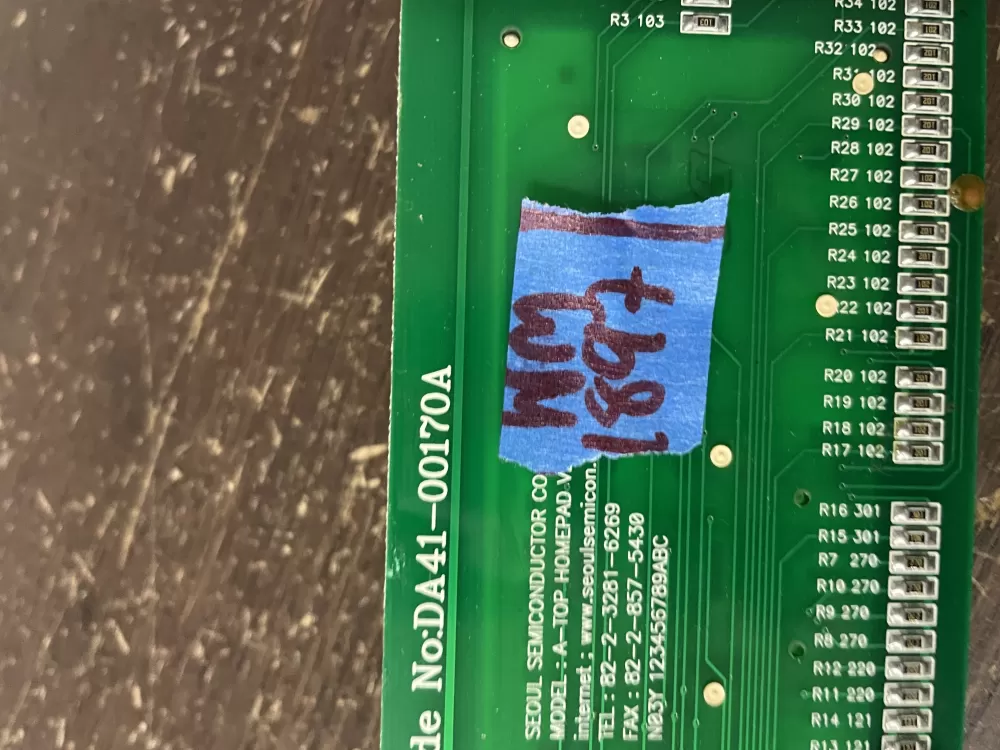 de No:DA41-00170A
SEOUL SEMICONDUCTOR CO
MODEL : A-TOP HOMEPAD V
internet : www.seoulsemicon.
TEL : 82-2-3281-6269
FAX : 82-2-857-5430
N03Y 123456789ABC
R3 103
R34 102
R33 102
R32 102
R31 102
R30 102
R29 102
R28 102
R27 102
R26 102
R25 102
R24 102
R23 102
R22 102
R21 102
R20 102
R19 102
R18 102
R17 102
R16 301
R15 301
R7 270
R10 270
R9 270
R8 270
R12 220
R11 220
R14 121
R13 121